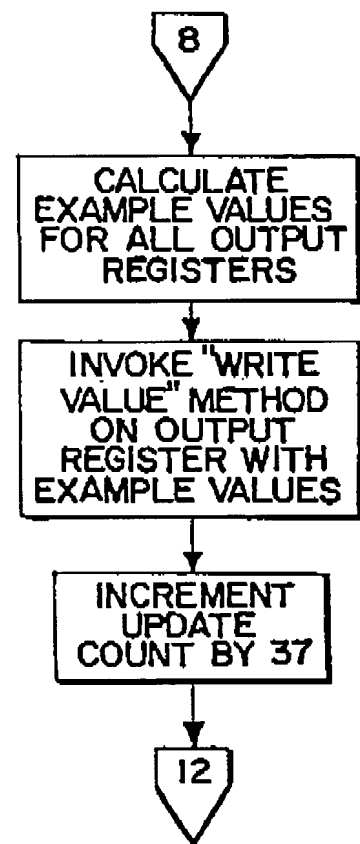 8
CALCULATE
EXAMPLE VALUES
FOR ALL OUTPUT
REGISTERS
INVOKE "WRITE
VALUE" METHOD
ON OUTPUT
REGISTER WITH
EXAMPLE VALUES
INCREMENT
UPDATE
COUNT BY 37
12